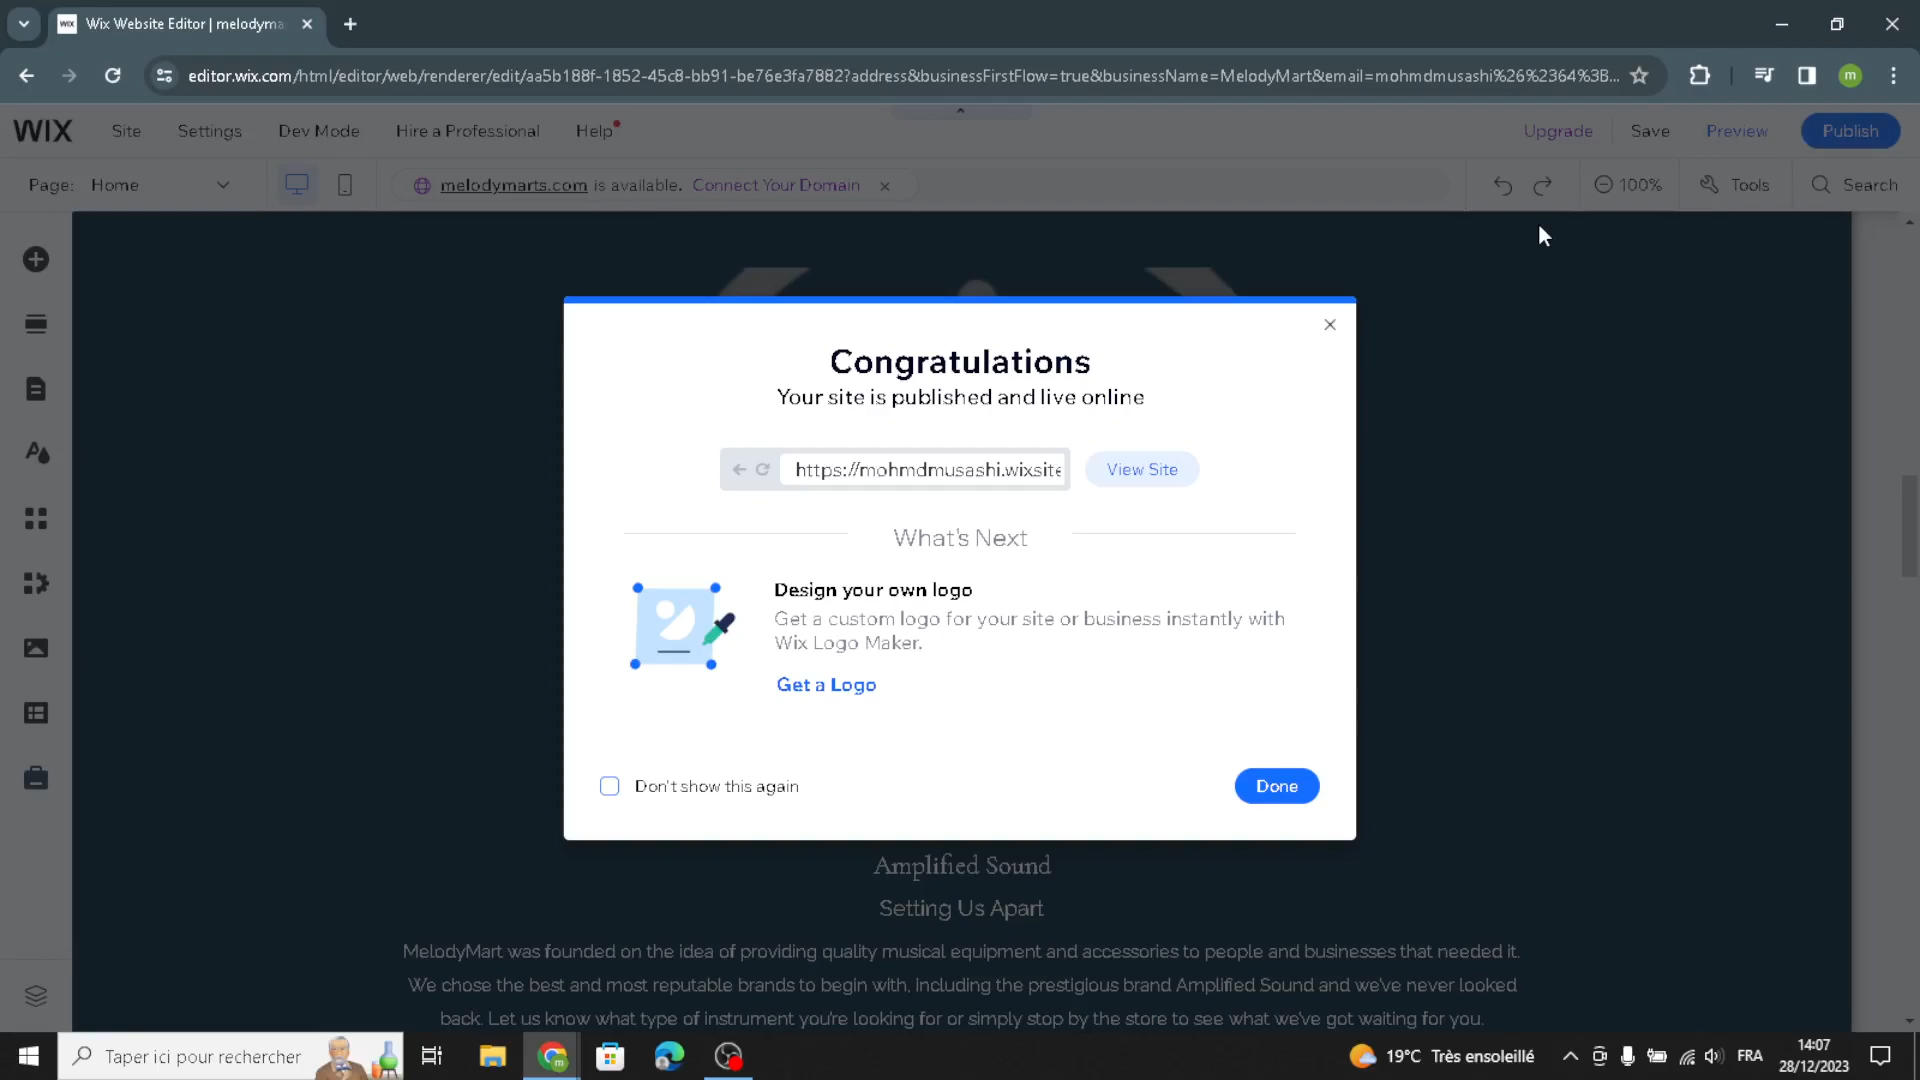 WIX
Wix Website Editor | melodyma
editor.wix.com/html/editor/web/renderer/edit/aa5b188f-1852-45c8-bb91-be76e3fa7882?address&businessFirstFlow=true&businessName=MelodyMart&email=mohmdmusashi%26%2364%3B...
m
WIX
Site
Settings
Dev Mode
Hire a Professional
Help
Upgrade
Save
Preview
Publish
Page: Home
melodymarts.com is available. Connect Your Domain
100%
Tools
Search
Congratulations
Your site is published and live online
https://mohmdmusashi.wixsite
View Site
What's Next
Design your own logo
Get a custom logo for your site or business instantly with
Wix Logo Maker.
Get a Logo
Don't show this again
Done
Amplified Sound
Setting Us Apart
MelodyMart was founded on the idea of providing quality musical equipment and accessories to people and businesses that needed it.
We chose the best and most reputable brands to begin with, including the prestigious brand Amplified Sound and we've never looked
back. Let us know what type of instrument you're looking for or simply stop by the store to see what we've got waiting for you.
Taper ici pour rechercher
m
19°C Très ensoleillé
FRA
14:07
28/12/2023